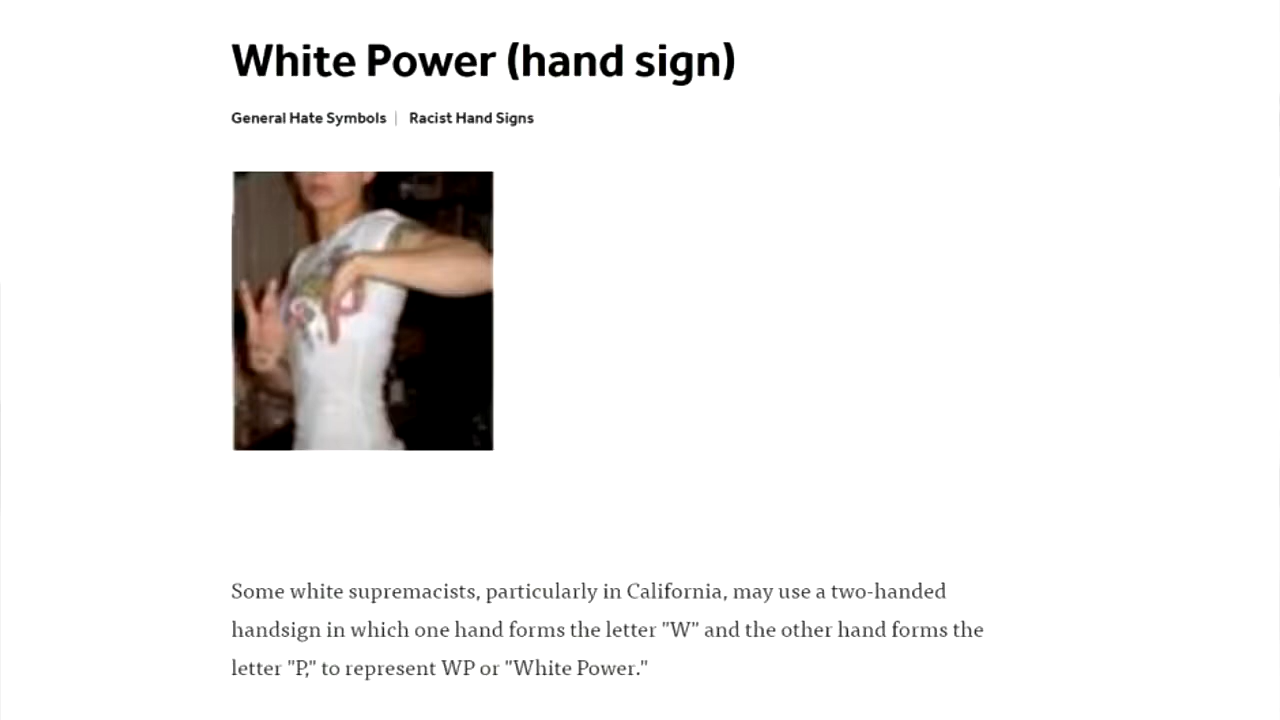 White Power (hand sign)
General Hate Symbols | Racist Hand Signs
Some white supremacists, particularly in California, may use a two-handed
handsign in which one hand forms the letter "W" and the other hand forms the
letter "P," to represent WP or "White Power."